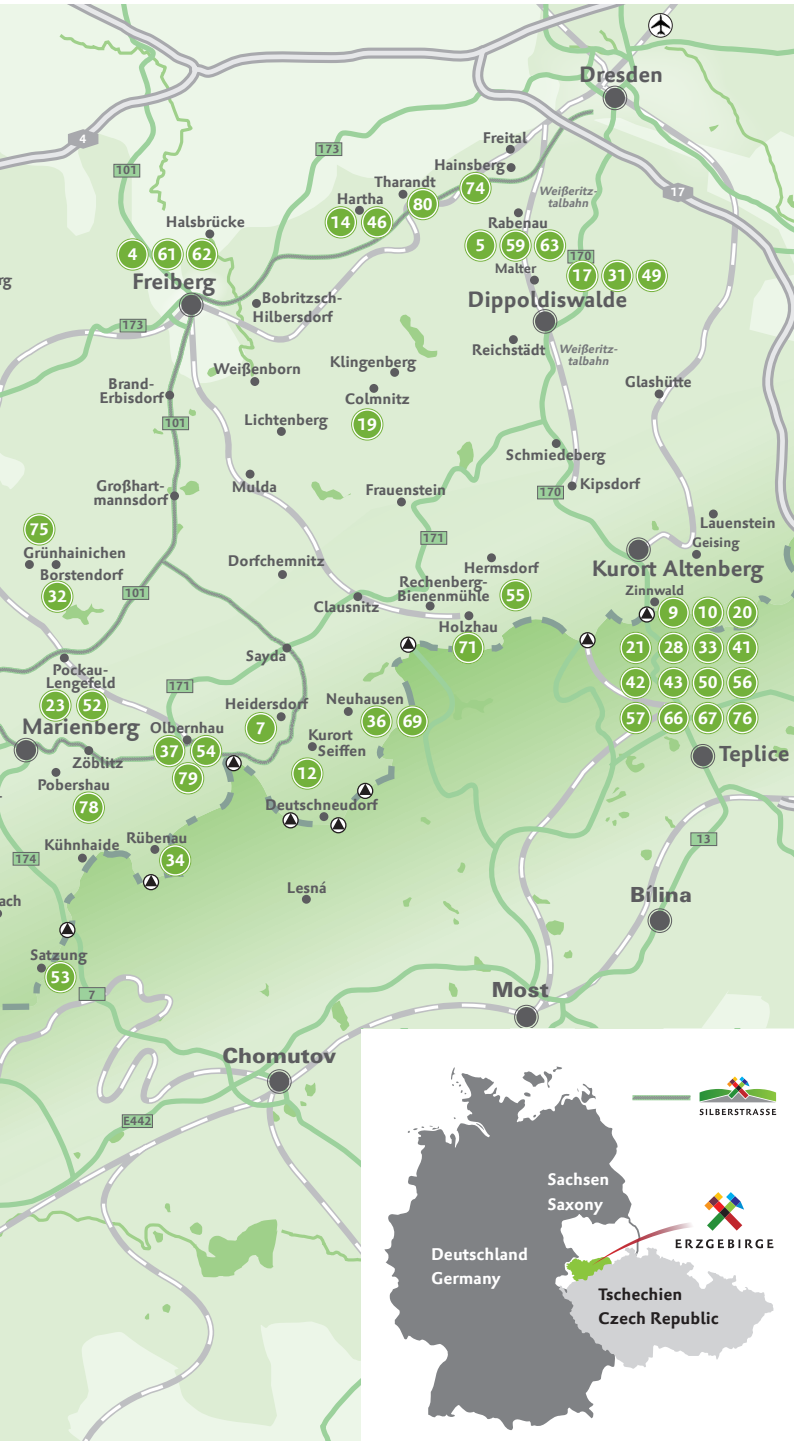 Dresden
4
173
Freital
101
Hainsberg
Tharandt
74
Hartha
80
Weißeritz-
talbahn
17
14 46
Halsbrücke
Rabenau
4 61 62
5 59 63
170
Malter
17 31 49
rg
Freiberg
Bobritzsch-
Hilbersdorf
Dippoldiswalde
173
Reichstädt
Weißeritz-
talbahn
Klingenberg
Weißenborn
Brand-
Erbisdorf
Colmnitz
Glashütte
19
101
Lichtenberg
Schmiedeberg
Großhart-
mannsdorf
Mulda
Frauenstein
170
Kipsdorf
75
Lauenstein
171
Geising
Grünhainichen
Borstendorf
Dorfchemnitz
Hermsdorf
Kurort Altenberg
32
101
Rechenberg-
Bienenmühle
55
Zinnwald
Clausnitz
9 10 20
Holzhau
71
21 28 33 41
Sayda
Pockau-
Lengefeld
171
42 43 50 56
23 52
Heidersdorf
Neuhausen
7
36 69
57 66 67 76
Marienberg
Olbernhau
37 54
Kurort
Seiffen
Teplice
Zöblitz
79
12
Pobershau
78
Deutschneudorf
Kühnhaide
Rübenau
13
174
34
ach
Lesná
Bílina
Satzung
53
7
Most
Chomutov
E442
SILBERSTRASSE
Sachsen
Saxony
ERZGEBIRGE
Deutschland
Germany
Tschechien
Czech Republic